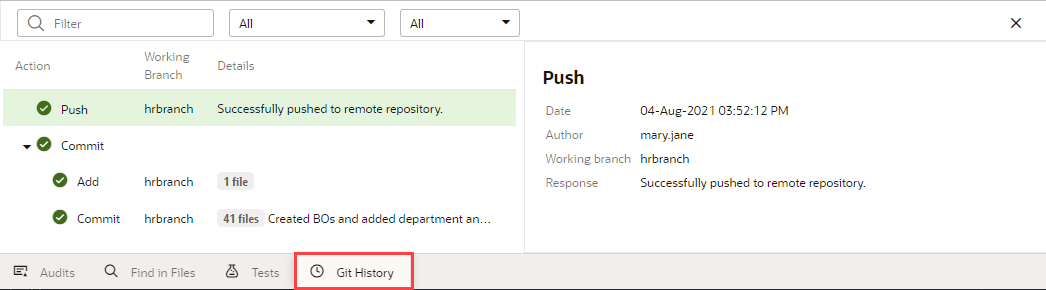 Filter All All
Action Working Branch Details
Push hrbranch Successfully pushed to remote repository.
Commit
Add hrbranch 1 file
Commit hrbranch 41 files Created BOs and added department an...
Push
Date 04-Aug-2021 03:52:12 PM
Author mary.jane
Working branch hrbranch
Response Successfully pushed to remote repository.
Audits Find in Files Tests Git History